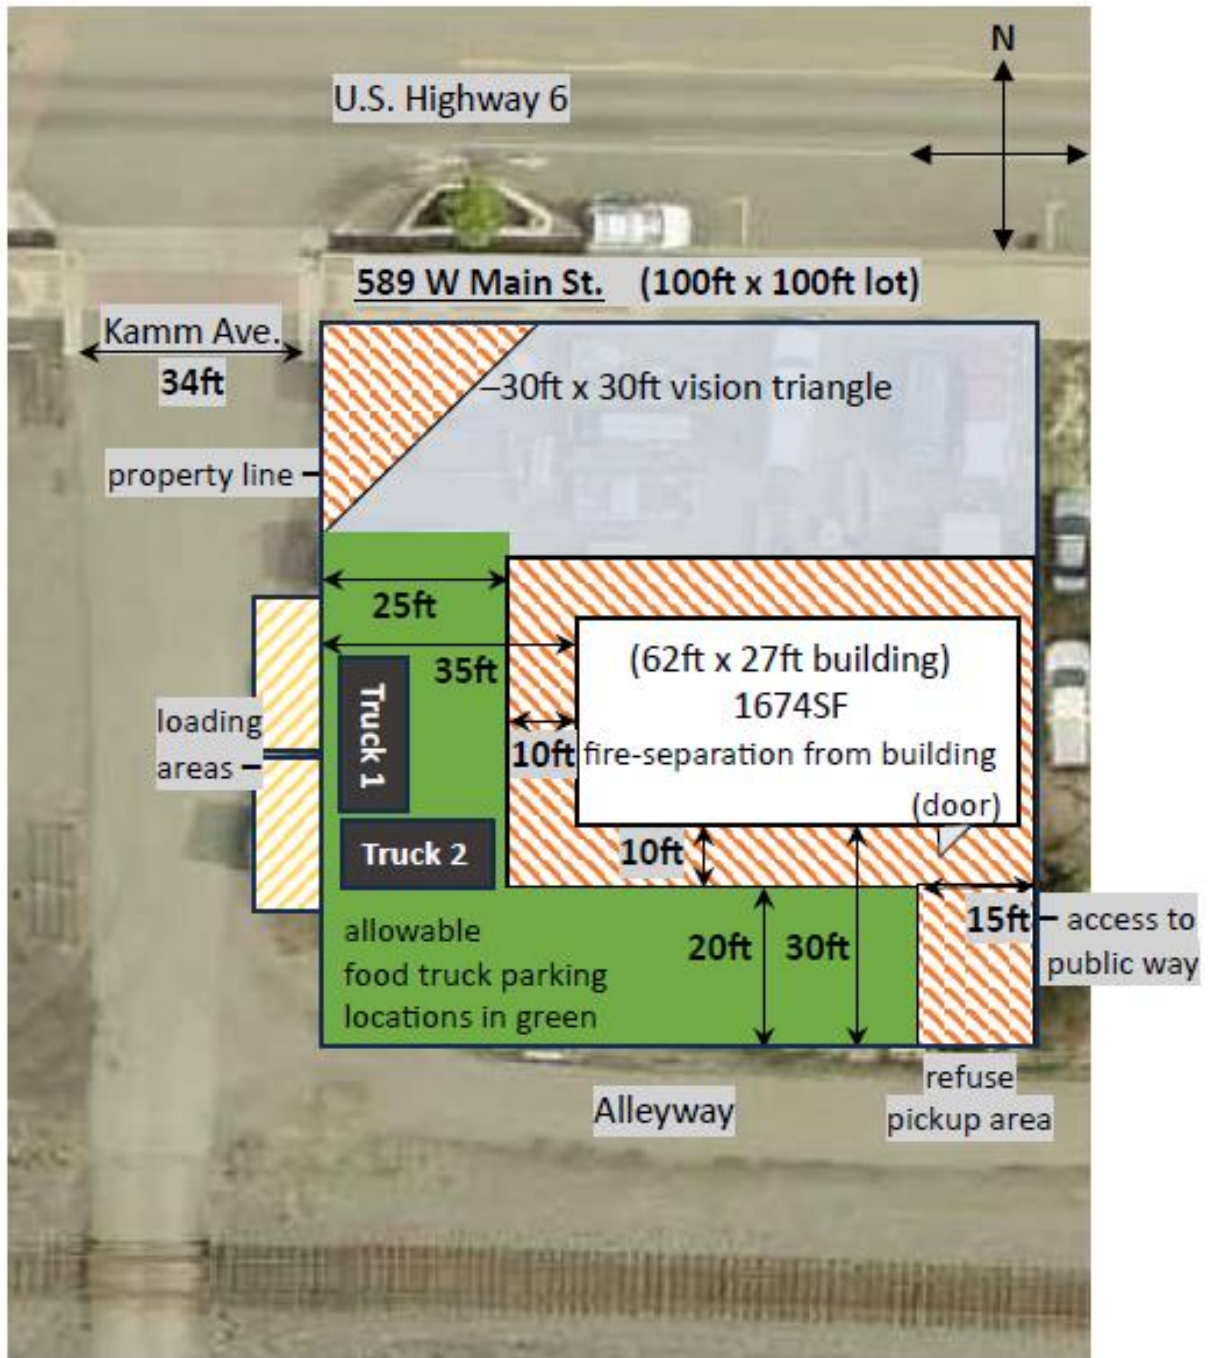 N
U.S. Highway 6
589 W Main St. (100ft x 100ft lot)
Kamm Ave.
34ft
–30ft x 30ft vision triangle
property line –
25ft
35ft
(62ft x 27ft building)
1674SF
10ft fire-separation from building
(door)
loading
areas –
Truck 1
Truck 2
10ft
allowable
food truck parking
locations in green
20ft
30ft
15ft
– access to
public way
refuse
pickup area
Alleyway